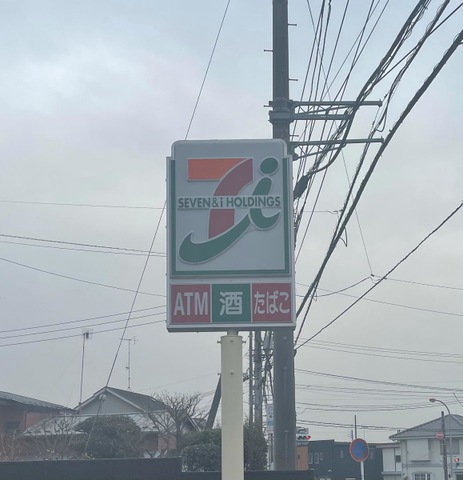 SEVEN&i HOLDINGS
ATM 酒 たばこ